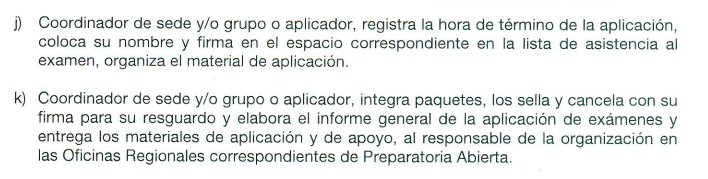 j) Coordinador de sede y/o grupo o aplicador, registra la hora de término de la aplicación,
coloca su nombre y firma en el espacio correspondiente en la lista de asistencia al
examen, organiza el material de aplicación.
k) Coordinador de sede y/o grupo o aplicador, integra paquetes, los sella y cancela con su
firma para su resguardo y elabora el informe general de la aplicación de exámenes y
entrega los materiales de aplicación y de apoyo, al responsable de la organización en
las Oficinas Regionales correspondientes de Preparatoria Abierta.